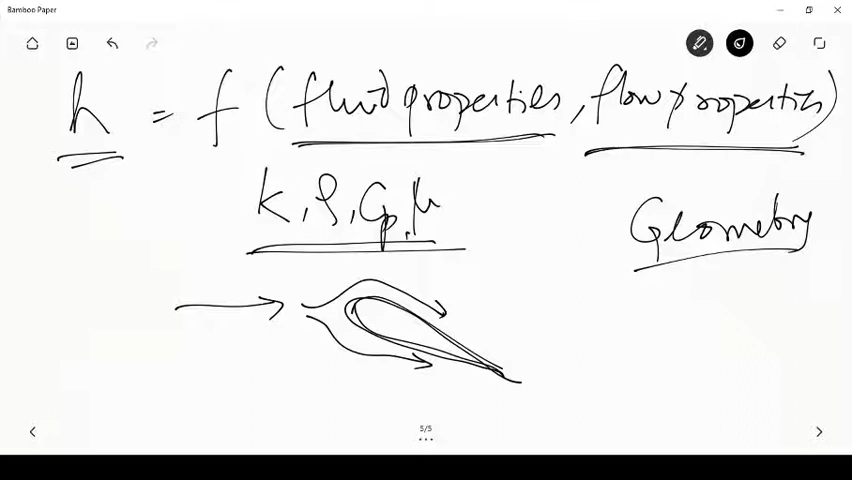 Bamboo Paper
h = f (fluid properties, flow properties)
k, ρ, Cp, μ
Geometry
5/5